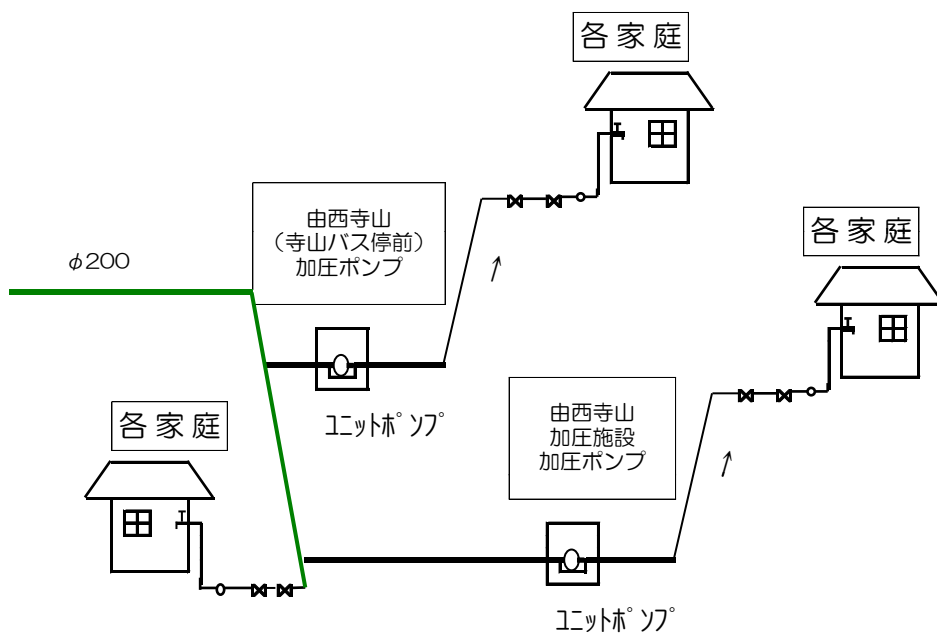 各家庭
由西寺山
（寺山バス停前）
加圧ポンプ
φ200
各家庭
ﾕﾆｯﾄﾎﾟﾝﾌﾟ
各家庭
由西寺山
加圧施設
加圧ポンプ
ﾕﾆｯﾄﾎﾟﾝﾌﾟ